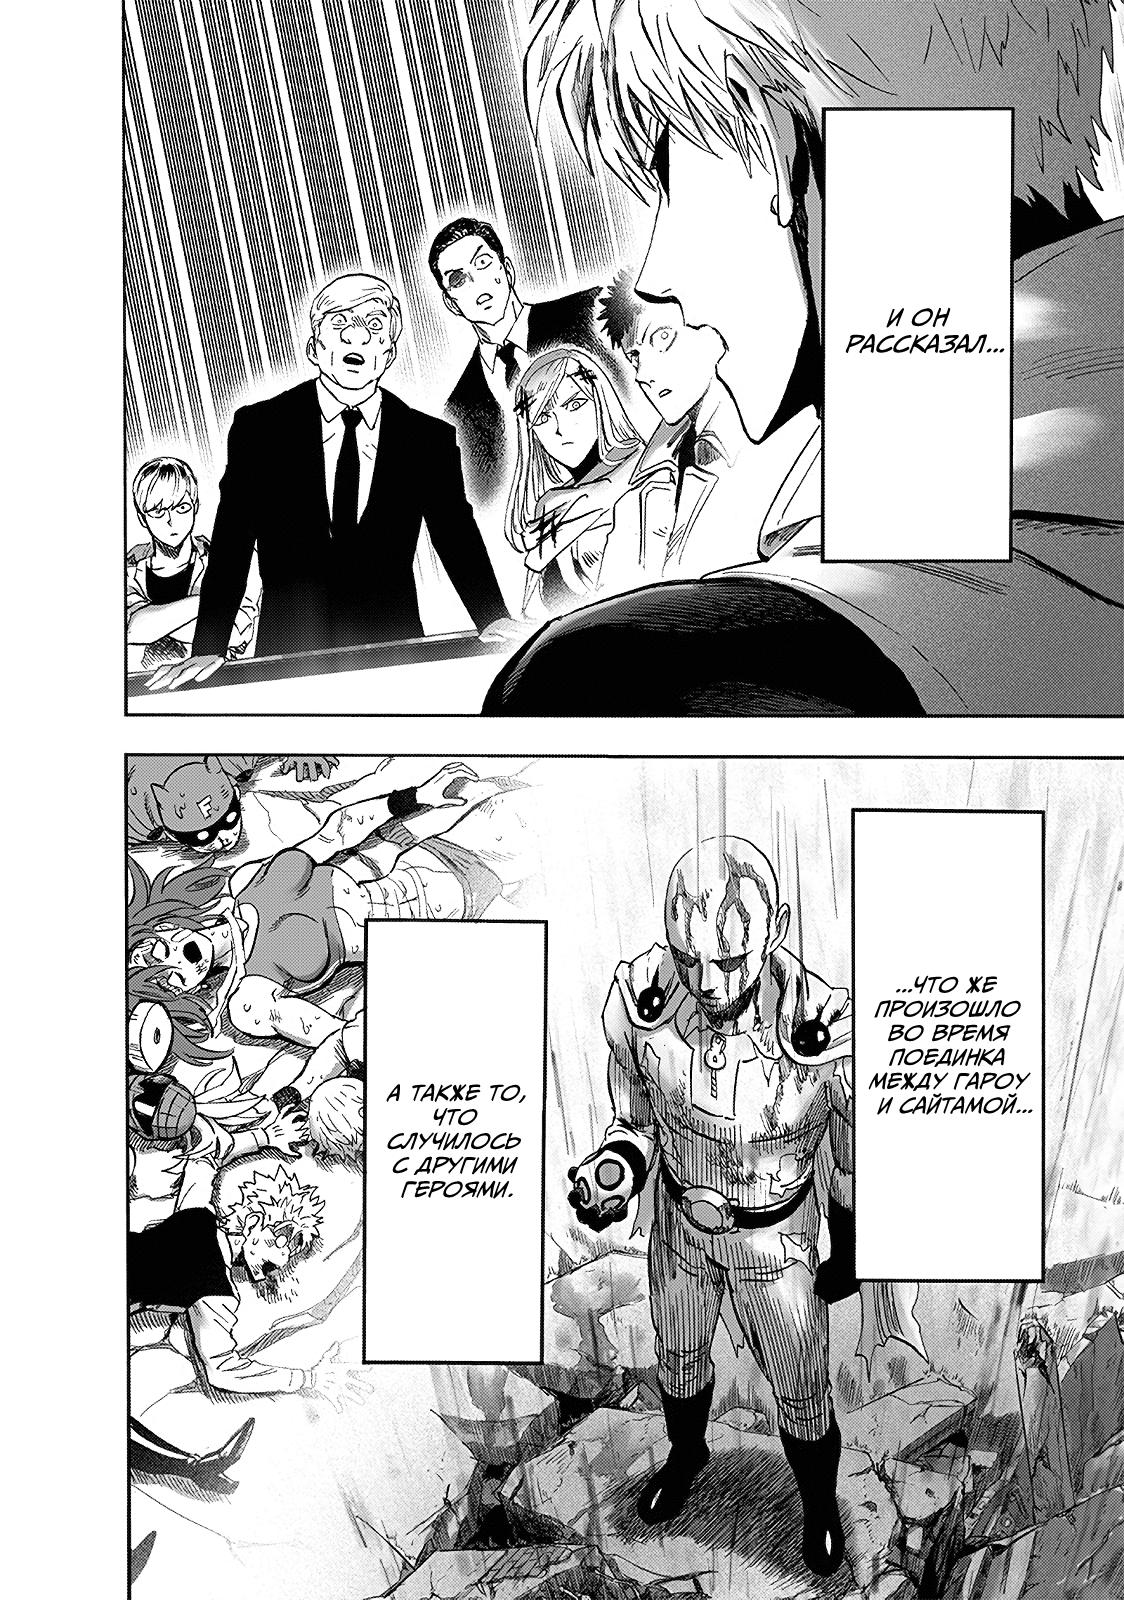 И ОН
РАССКАЗАЛ...
...ЧТО ЖЕ
ПРОИЗОШЛО
ВО ВРЕМЯ
ПОЕДИНКА
МЕЖДУ ГАРОУ
И САЙТАМОЙ...
А ТАКЖЕ ТО,
ЧТО
СЛУЧИЛОСЬ
С ДРУГИМИ
ГЕРОЯМИ.
F